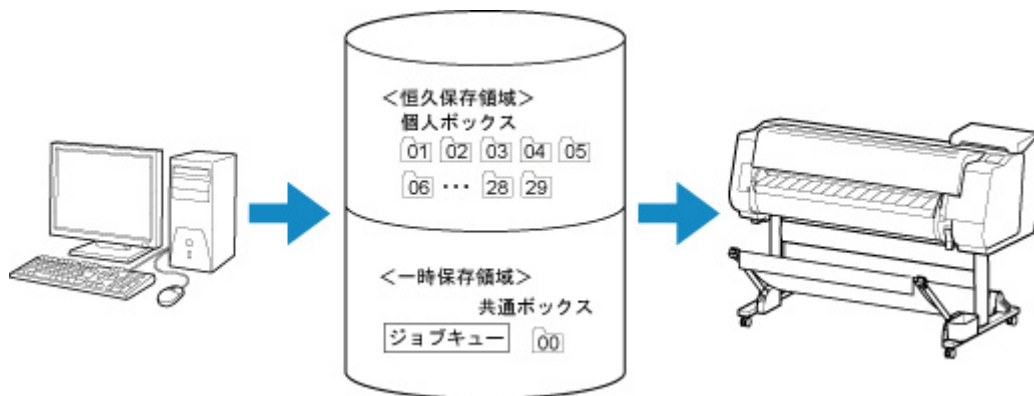 ＜恒久保存領域＞
個人ボックス
01 02 03 04 05
06 ･･･ 28 29
＜一時保存領域＞
共通ボックス
ジョブキュー 00